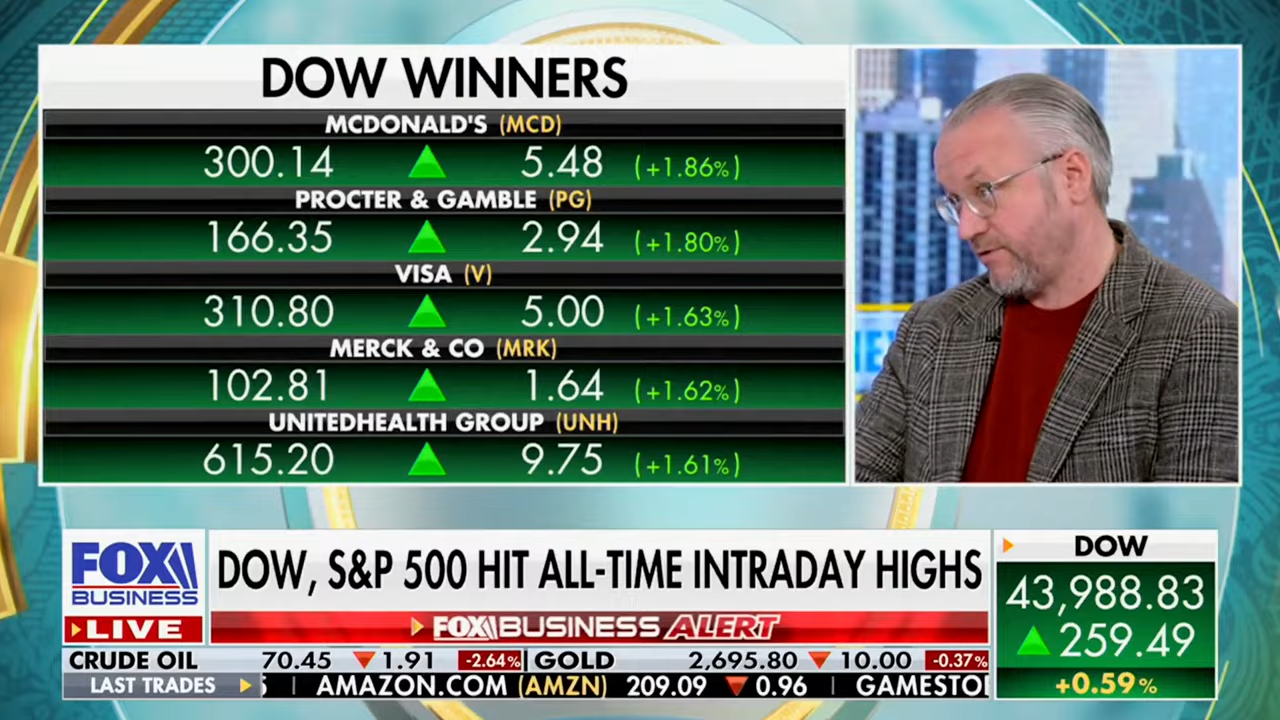 DOW WINNERS
MCDONALD'S (MCD)
300.14 ▲ 5.48 (+1.86%)
PROCTER & GAMBLE (PG)
166.35 ▲ 2.94 (+1.80%)
VISA (V)
310.80 ▲ 5.00 (+1.63%)
MERCK & CO (MRK)
102.81 ▲ 1.64 (+1.62%)
UNITEDHEALTH GROUP (UNH)
615.20 ▲ 9.75 (+1.61%)
FOX
BUSINESS
LIVE
DOW, S&P 500 HIT ALL-TIME INTRADAY HIGHS
FOX BUSINESS ALERT
DOW
43,988.83
▲ 259.49
+0.59%
CRUDE OIL 70.45 ▼ 1.91 -2.64% GOLD 2,695.80 ▼ 10.00 -0.37%
LAST TRADES AMAZON.COM (AMZN) 209.09 ▼ 0.96 | GAMESTO